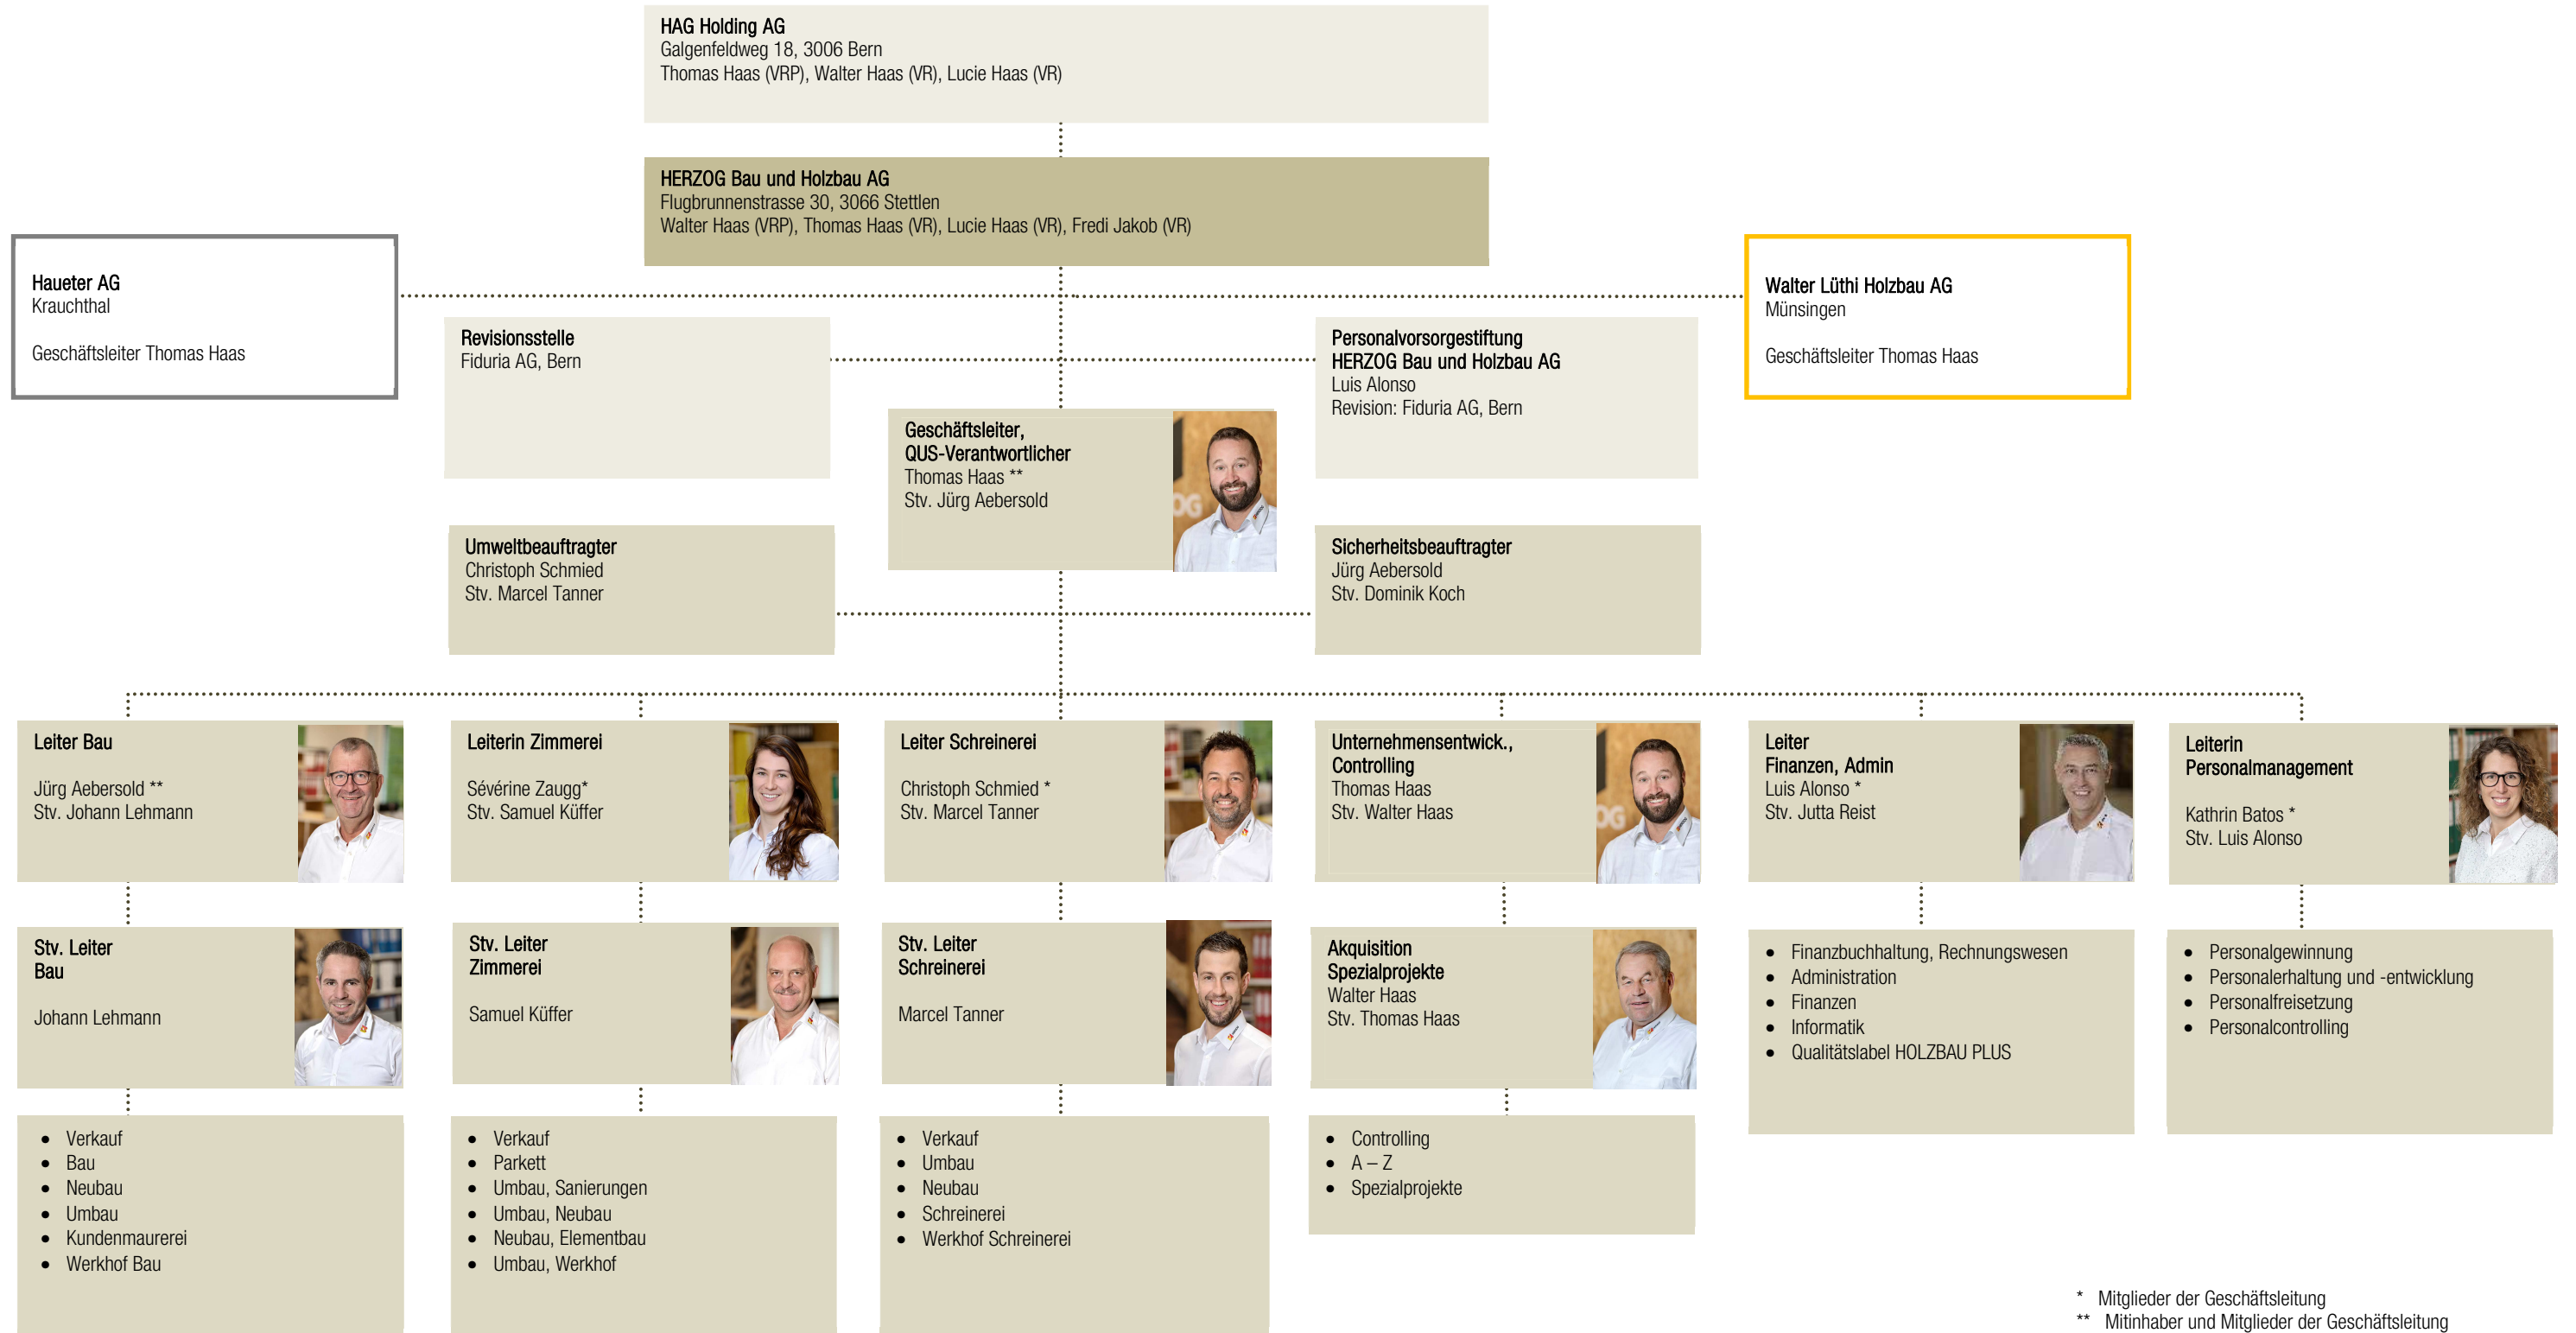 HAG Holding AG
Galgenfeldweg 18, 3006 Bern
Thomas Haas (VRP), Walter Haas (VR), Lucie Haas (VR)
HERZOG Bau und Holzbau AG
Flugbrunnenstrasse 30, 3066 Stettlen
Walter Haas (VRP), Thomas Haas (VR), Lucie Haas (VR), Fredi Jakob (VR)
Haueter AG
Krauchthal
Geschäftsleiter Thomas Haas
Walter Lüthi Holzbau AG
Münsingen
Geschäftsleiter Thomas Haas
Revisionsstelle
Fiduria AG, Bern
Personalvorsorgestiftung
HERZOG Bau und Holzbau AG
Luis Alonso
Revision: Fiduria AG, Bern
Geschäftsleiter,
QUS-Verantwortlicher
Thomas Haas **
Stv. Jürg Aebersold
OG
Umweltbeauftragter
Christoph Schmied
Stv. Marcel Tanner
Sicherheitsbeauftragter
Jürg Aebersold
Stv. Dominik Koch
Leiter Bau
Jürg Aebersold **
Stv. Johann Lehmann
Leiterin Zimmerei
Sévérine Zaugg*
Stv. Samuel Küffer
Leiter Schreinerei
Christoph Schmied *
Stv. Marcel Tanner
Unternehmensentwick.,
Controlling
Thomas Haas
Stv. Walter Haas
OG
Leiter
Finanzen, Admin
Luis Alonso *
Stv. Jutta Reist
Leiterin
Personalmanagement
Kathrin Batos *
Stv. Luis Alonso
Stv. Leiter
Bau
Johann Lehmann
Stv. Leiter
Zimmerei
Samuel Küffer
Stv. Leiter
Schreinerei
Marcel Tanner
Akquisition
Spezialprojekte
Walter Haas
Stv. Thomas Haas
• Finanzbuchhaltung, Rechnungswesen
• Administration
• Finanzen
• Informatik
• Qualitätslabel HOLZBAU PLUS
• Personalgewinnung
• Personalerhaltung und -entwicklung
• Personalfreisetzung
• Personalcontrolling
• Verkauf
• Bau
• Neubau
• Umbau
• Kundenmaurerei
• Werkhof Bau
• Verkauf
• Parkett
• Umbau, Sanierungen
• Umbau, Neubau
• Neubau, Elementbau
• Umbau, Werkhof
• Verkauf
• Umbau
• Neubau
• Schreinerei
• Werkhof Schreinerei
• Controlling
• A – Z
• Spezialprojekte
* Mitglieder der Geschäftsleitung
** Mitinhaber und Mitglieder der Geschäftsleitung